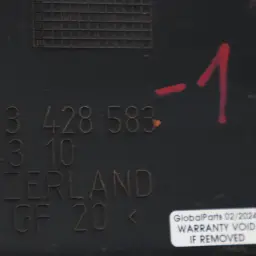 -1
3 428 583
3 10
ZERLAND
GF 20 <
GlobalParts 02/2024
WARRANTY VOID
IF REMOVED